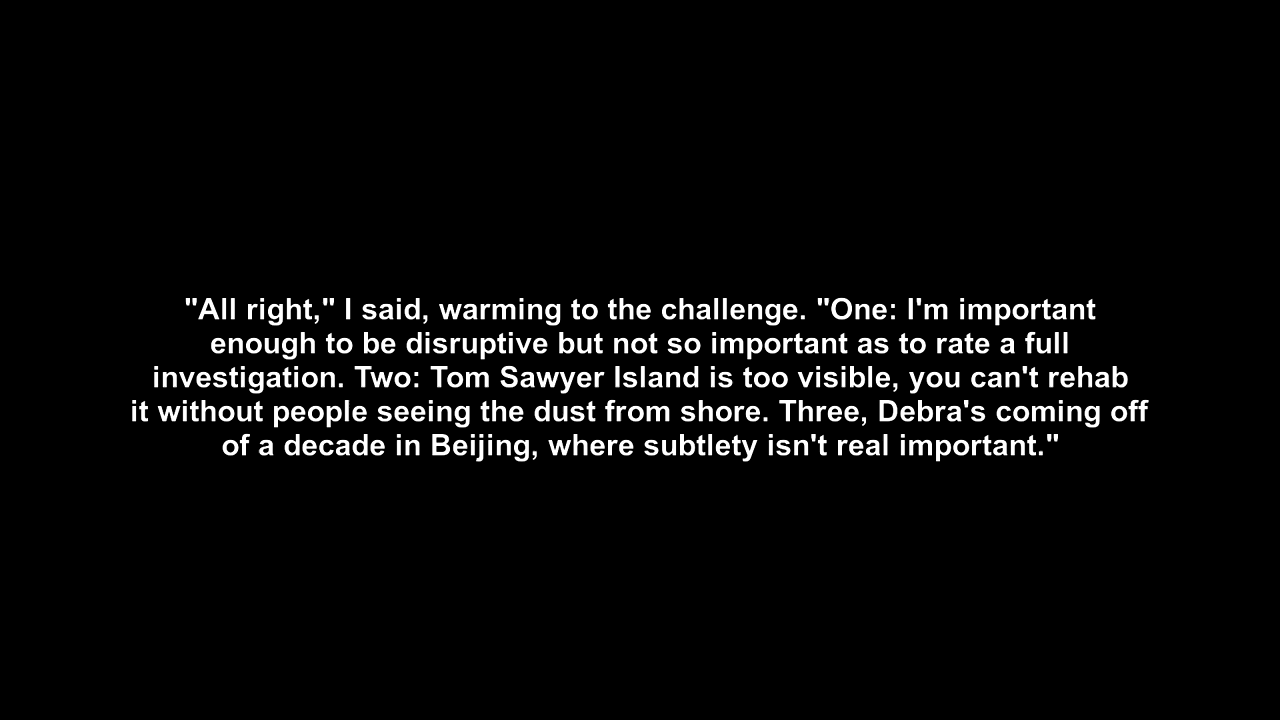 "All right," I said, warming to the challenge. "One: I'm important
enough to be disruptive but not so important as to rate a full
investigation. Two: Tom Sawyer Island is too visible, you can't rehab
it without people seeing the dust from shore. Three, Debra's coming off
of a decade in Beijing, where subtlety isn't real important."